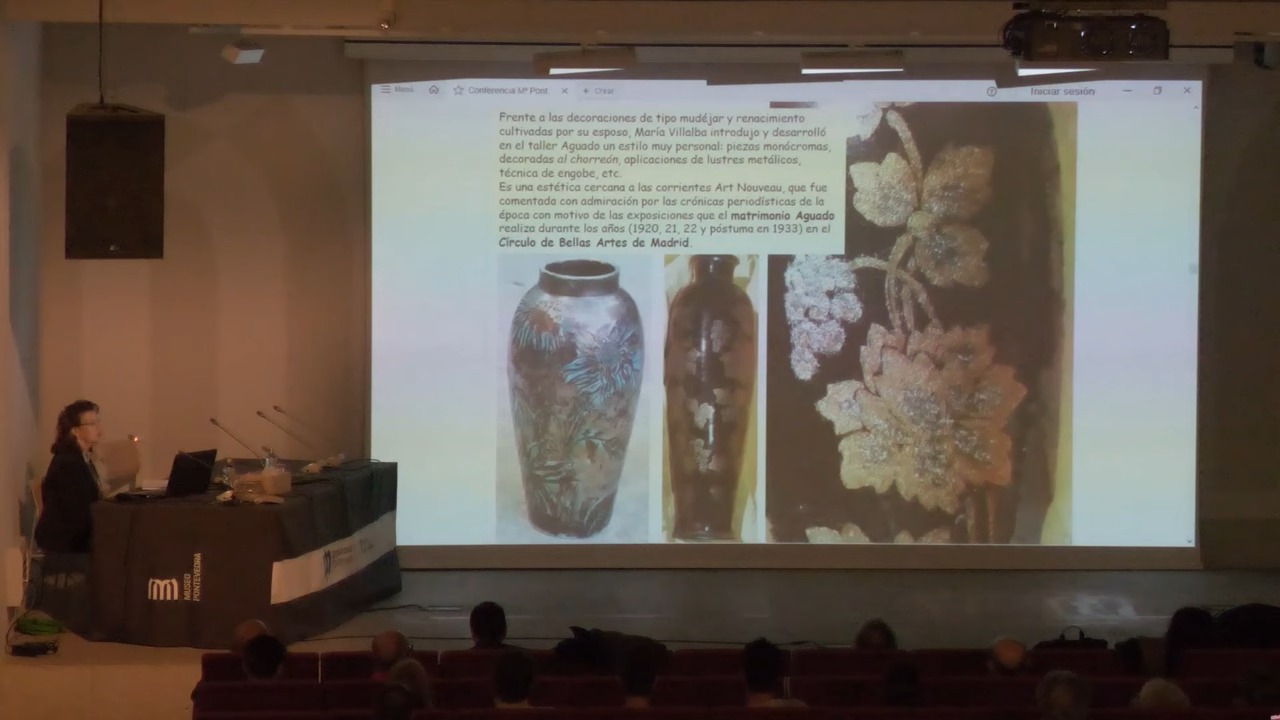 Menú
Conferencia Mª Pont
Crear
Iniciar sesión
Frente a las decoraciones de tipo mudéjar y renacimiento
cultivadas por su esposo, María Villalba introdujo y desarrolló
en el taller Aguado un estilo muy personal: piezas monócromas,
decoradas al chorreón, aplicaciones de lustres metálicos,
técnica de engobe, etc.
Es una estética cercana a las corrientes Art Nouveau, que fue
comentada con admiración por las crónicas periodísticas de la
época con motivo de las exposiciones que el matrimonio Aguado
realiza durante los años (1920, 21, 22 y póstuma en 1933) en el
Círculo de Bellas Artes de Madrid.
MUSEO
PONTEVEDRA